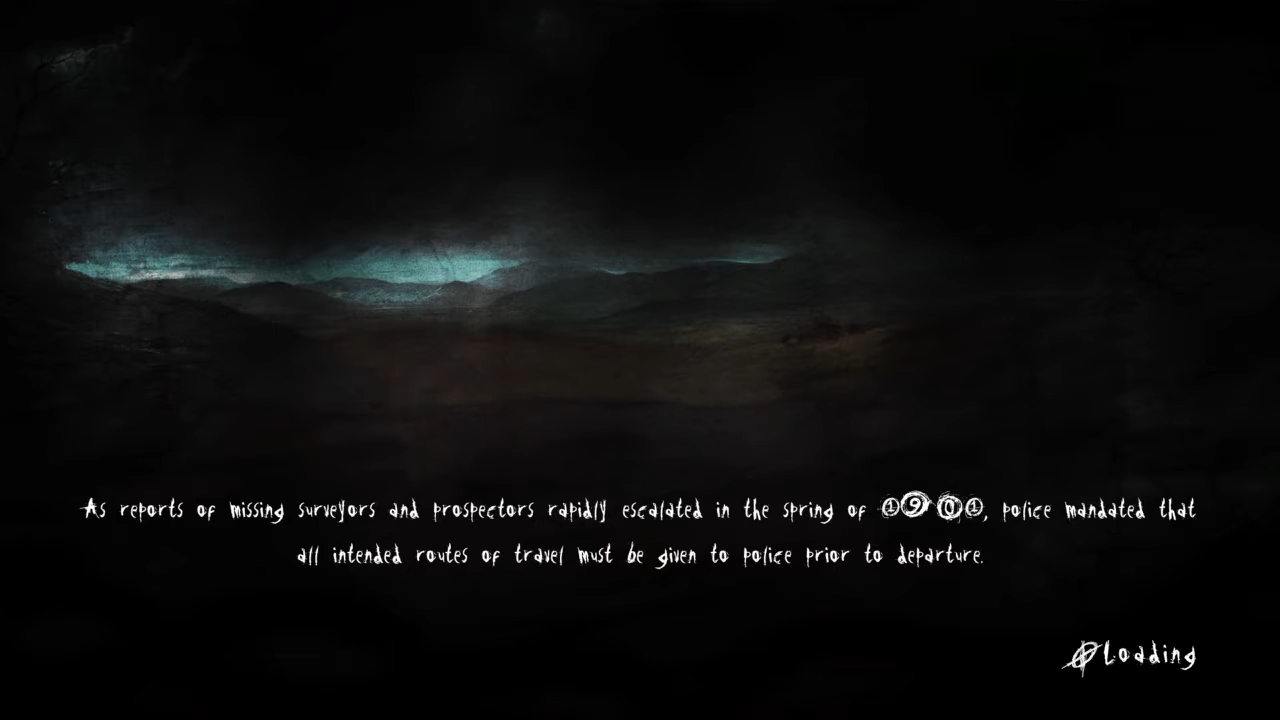 As reports of missing surveyors and prospectors rapidly escalated in the spring of 1901, police mandated that
all intended routes of travel must be given to police prior to departure.
Loading